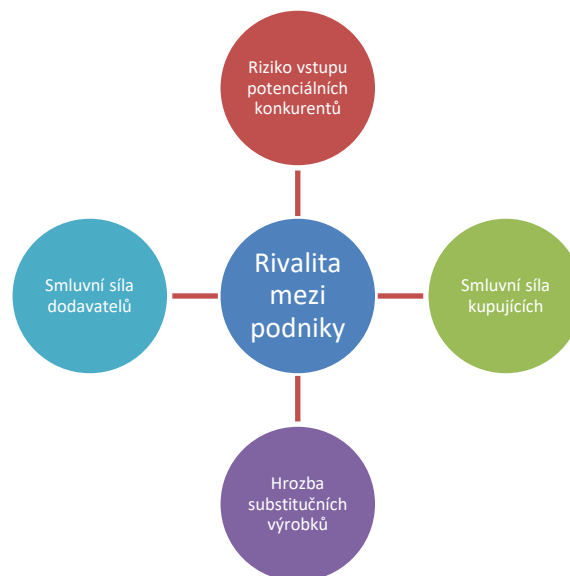 Riziko vstupu
potenciálních
konkurentů
Smluvní síla
dodavatelů
Rivalita
mezi
podniky
Smluvní síla
kupujících
Hrozba
substitučních
výrobků